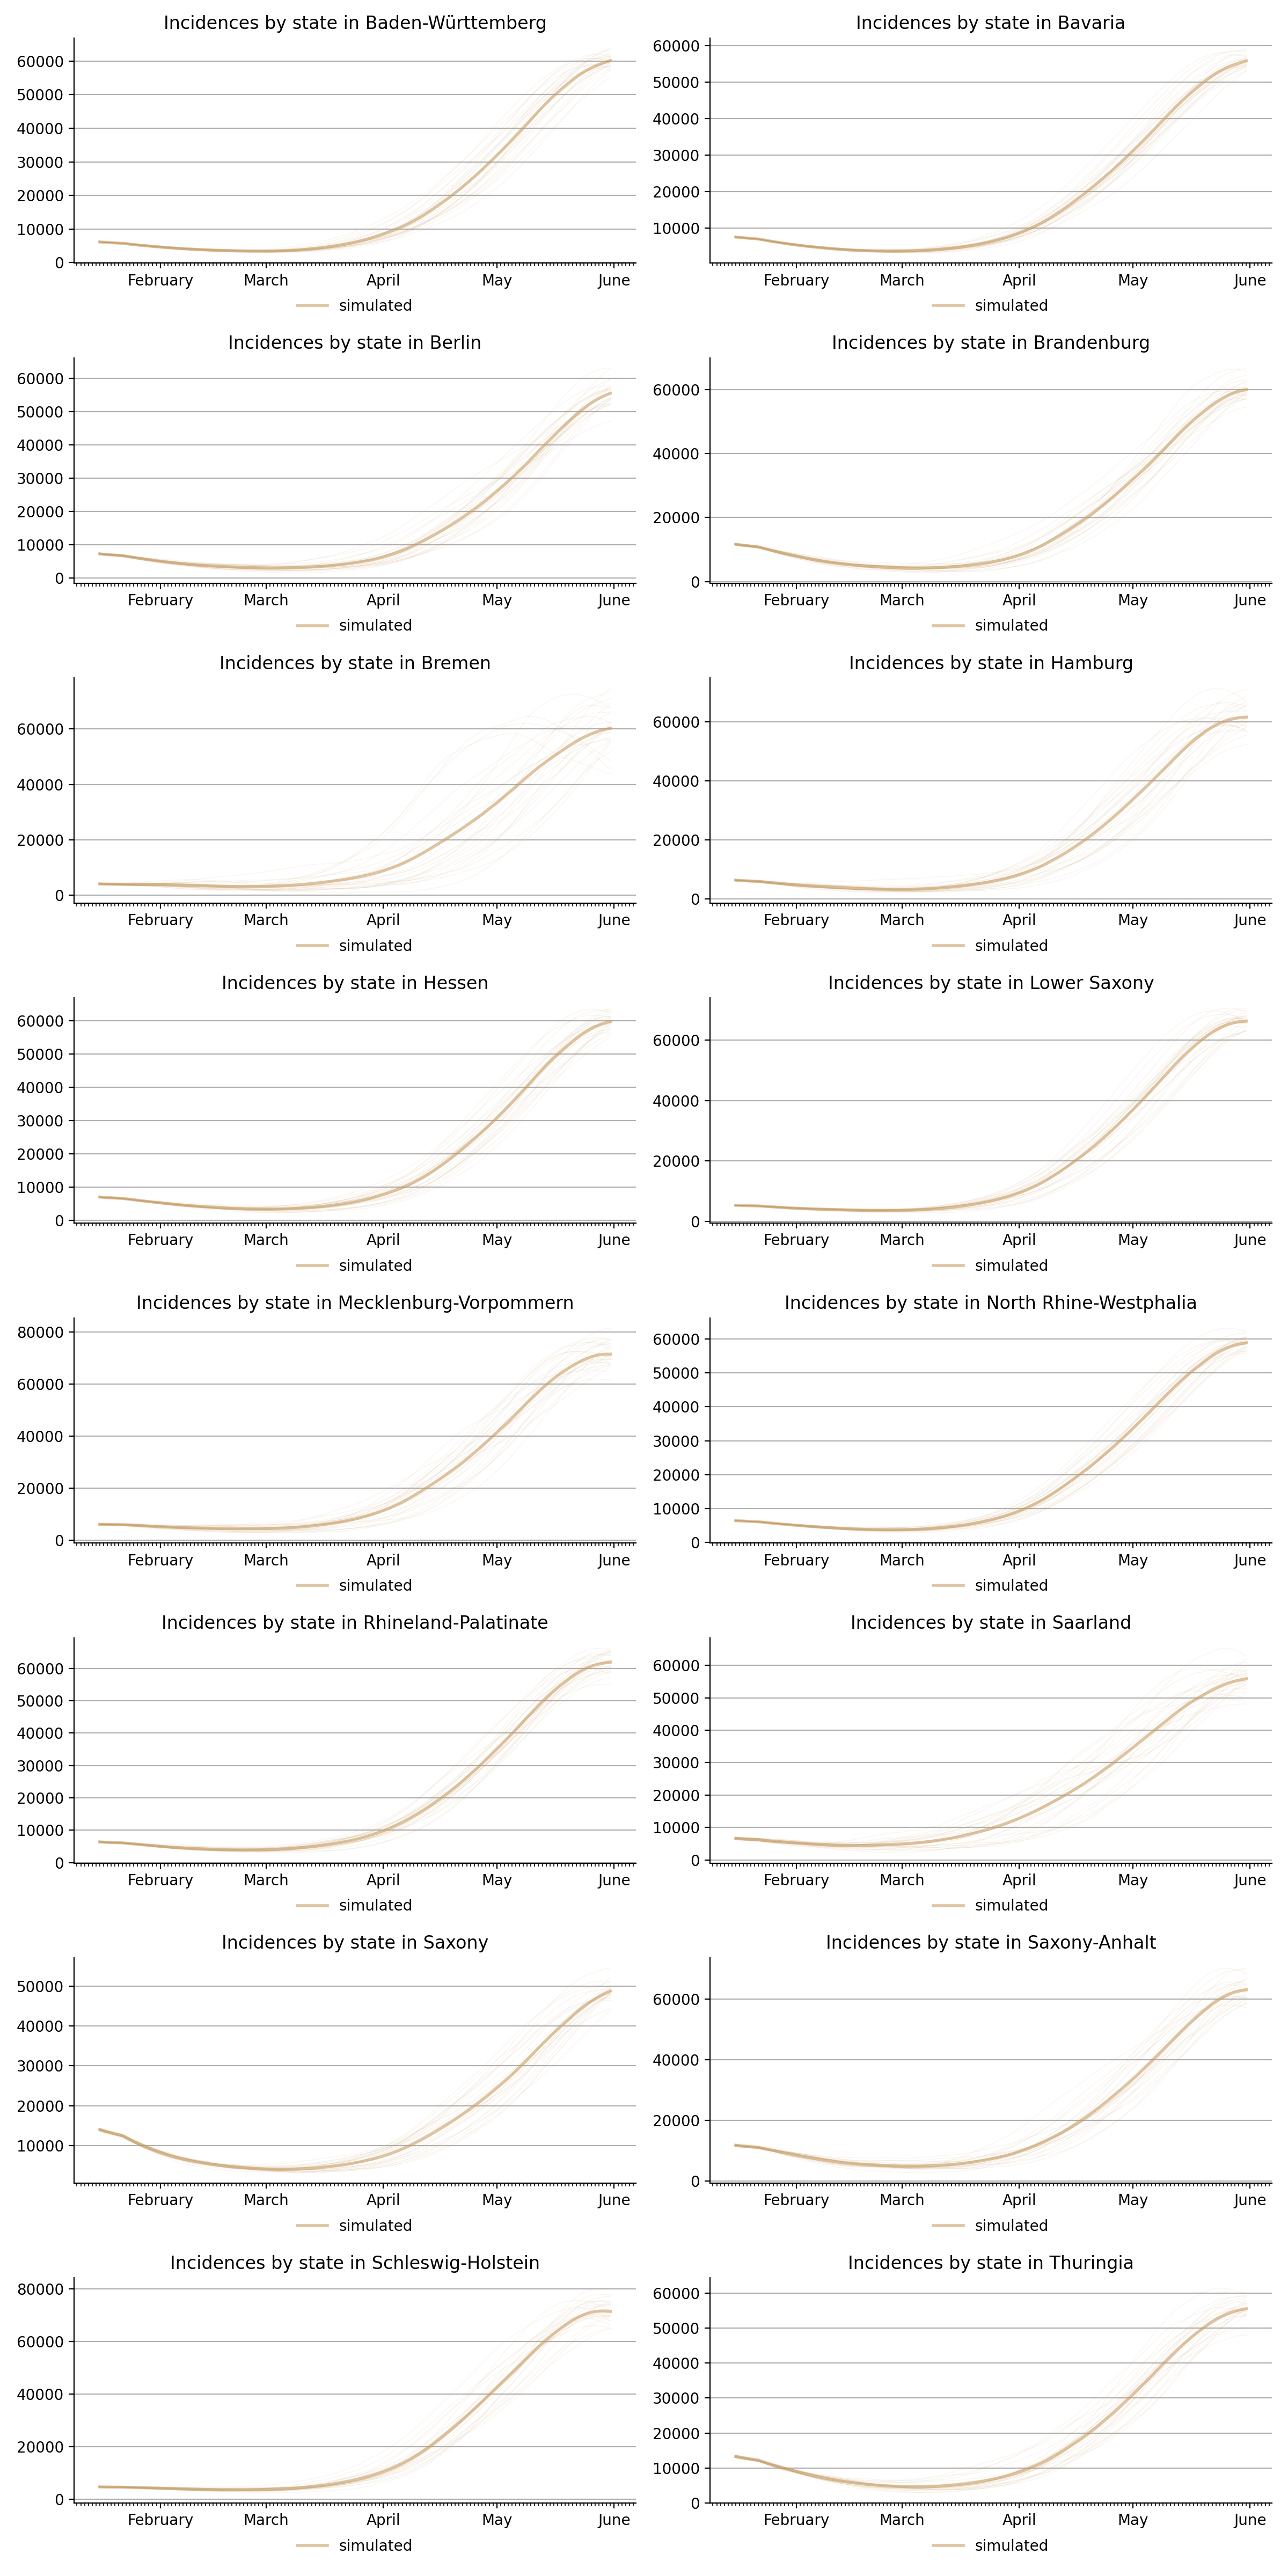 Incidences by state in Baden-Württemberg
60000
50000
40000
30000
20000
10000
0
February March April May June
simulated
Incidences by state in Bavaria
60000
50000
40000
30000
20000
10000
February March April May June
simulated
Incidences by state in Berlin
60000
50000
40000
30000
20000
10000
0
February March April May June
simulated
Incidences by state in Brandenburg
60000
40000
20000
0
February March April May June
simulated
Incidences by state in Bremen
60000
40000
20000
0
February March April May June
simulated
Incidences by state in Hamburg
60000
40000
20000
0
February March April May June
simulated
Incidences by state in Hessen
60000
50000
40000
30000
20000
10000
0
February March April May June
simulated
Incidences by state in Lower Saxony
60000
40000
20000
0
February March April May June
simulated
Incidences by state in Mecklenburg-Vorpommern
80000
60000
40000
20000
0
February March April May June
simulated
Incidences by state in North Rhine-Westphalia
60000
50000
40000
30000
20000
10000
0
February March April May June
simulated
Incidences by state in Rhineland-Palatinate
60000
50000
40000
30000
20000
10000
0
February March April May June
simulated
Incidences by state in Saarland
60000
50000
40000
30000
20000
10000
0
February March April May June
simulated
Incidences by state in Saxony
50000
40000
30000
20000
10000
February March April May June
simulated
Incidences by state in Saxony-Anhalt
60000
40000
20000
0
February March April May June
simulated
Incidences by state in Schleswig-Holstein
80000
60000
40000
20000
0
February March April May June
simulated
Incidences by state in Thuringia
60000
50000
40000
30000
20000
10000
0
February March April May June
simulated